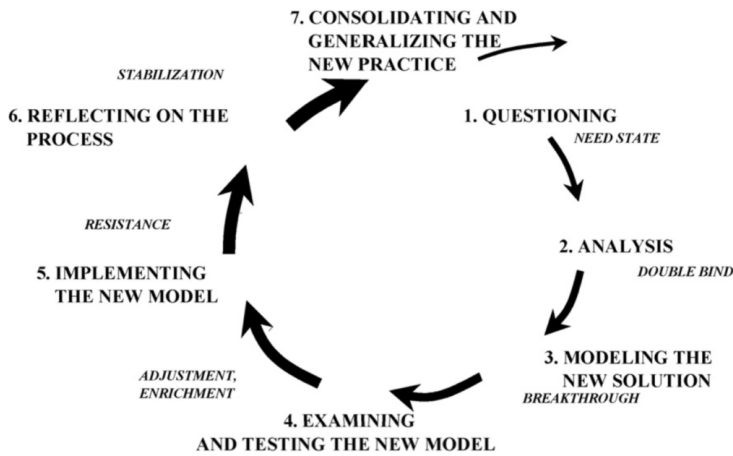 7. CONSOLIDATING AND
GENERALIZING THE
NEW PRACTICE
STABILIZATION
6. REFLECTING ON THE
PROCESS
1. QUESTIONING
NEED STATE
RESISTANCE
2. ANALYSIS
DOUBLE BIND
5. IMPLEMENTING
THE NEW MODEL
3. MODELING THE
NEW SOLUTION
BREAKTHROUGH
ADJUSTMENT,
ENRICHMENT
4. EXAMINING
AND TESTING THE NEW MODEL